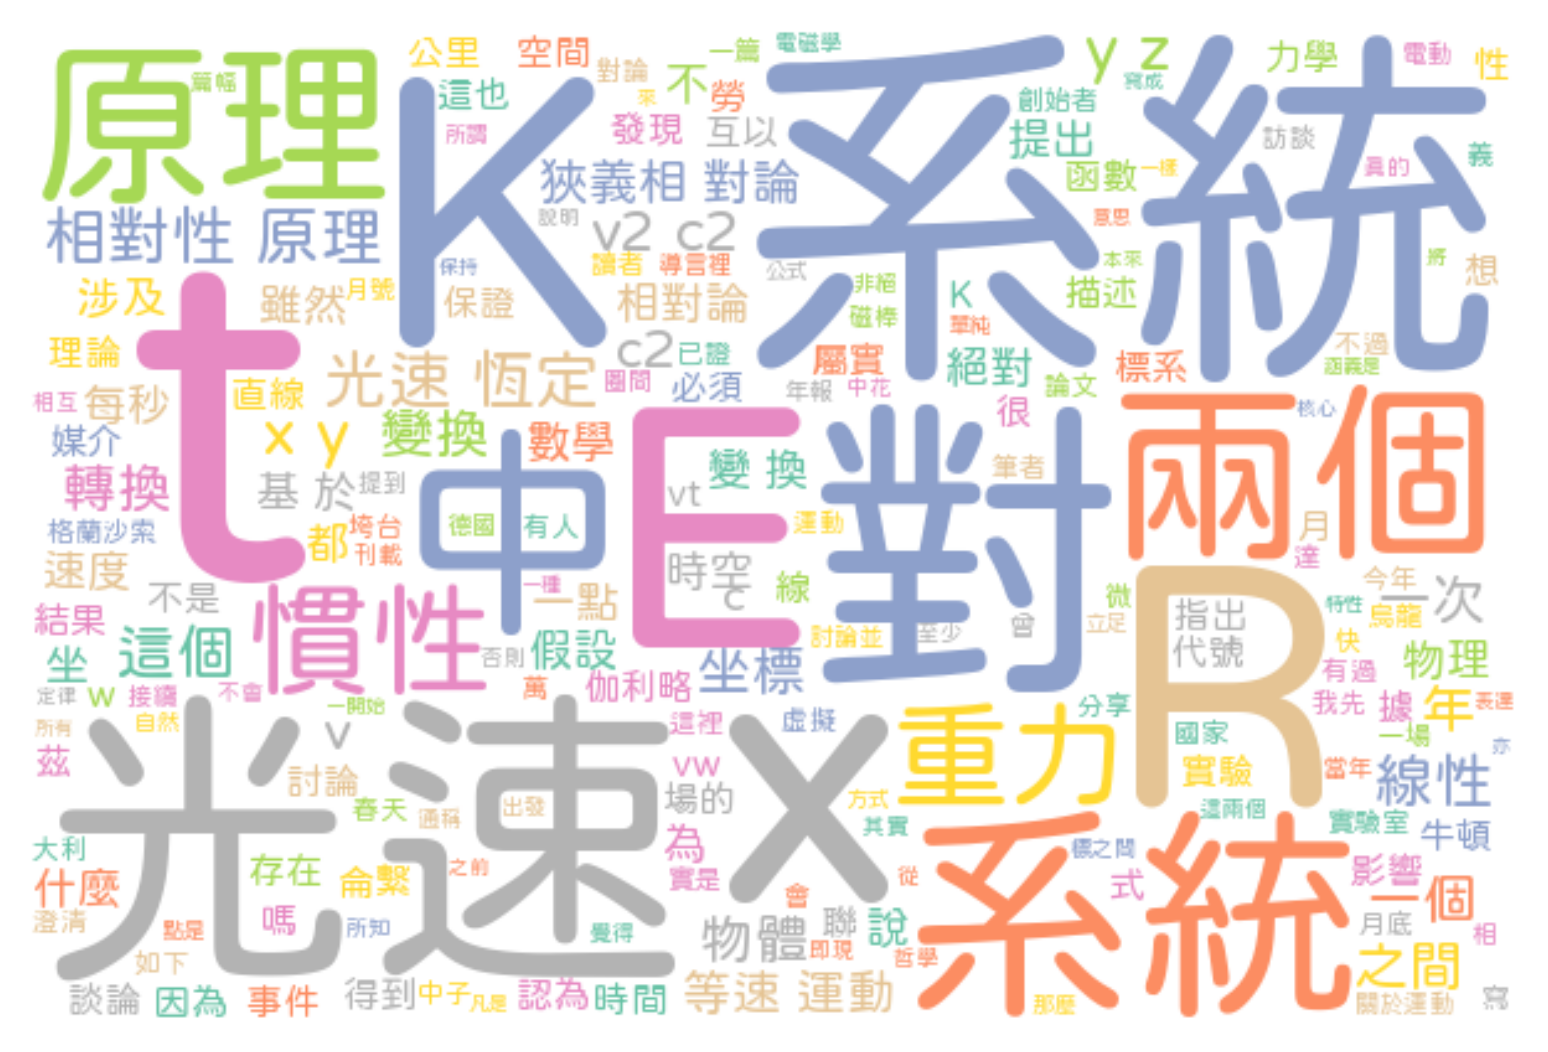 原理
篇幅
公里
空間
一篇
電磁學
y z
力學
電動
性
對論
來
不
勞
這也
所謂
發現
互以
創始者
提出
寫成
訪談
義
真的
K系統
狹義相 對論
函數
一樣
相對性 原理
說明
v2 c2
意思
保持
讀者
導言裡
公式
本來
將
想
涉及
雖然
月號
保證
相對論
非絕
磁棒
K
單純
描述
t
理論
光速 恆定
c2
已證
屬實
絕對
標系
不過
涵義是
相互
每秒
直線
圈間
必須
年報
中花
論文
很
核心
兩個
媒介
x y
變換
數學
E
變 換
對
筆者
轉換
基 於
提到
中
vt
格蘭沙索
都
垮台
刊載
德國
有人
運動
月
達
速度
時空
c
線
微
今年
一次
不是
一種
一點
R
指出
代號
特性
烏龍
結果
慣性
討論並
至少
曾
立足
快
坐
這個
否則
假設
坐標
有過
物理
定律
w
接續
不會
萬
伽利略
所有
自然
一開始
這裡
虛擬
重力
分享
國家
我先
據
年
表達
一場
亦
茲
光速
v
x
vw
討論
實驗
當年
線性
春天
通稱
出發
場的
方式
其實
這兩個
實驗室
牛頓
大利
為
德之間
什麼
存在
侖繫
之前
實是
會
從
系統
式
影響
一個
澄清
點是
嗎
所知
覺得
物體
聯
說
即現
哲學
月底
相
如下
之間
談論
因為
事件
得到
中子
凡是
認為
時間
等速 運動
那麼
關於運動
寫